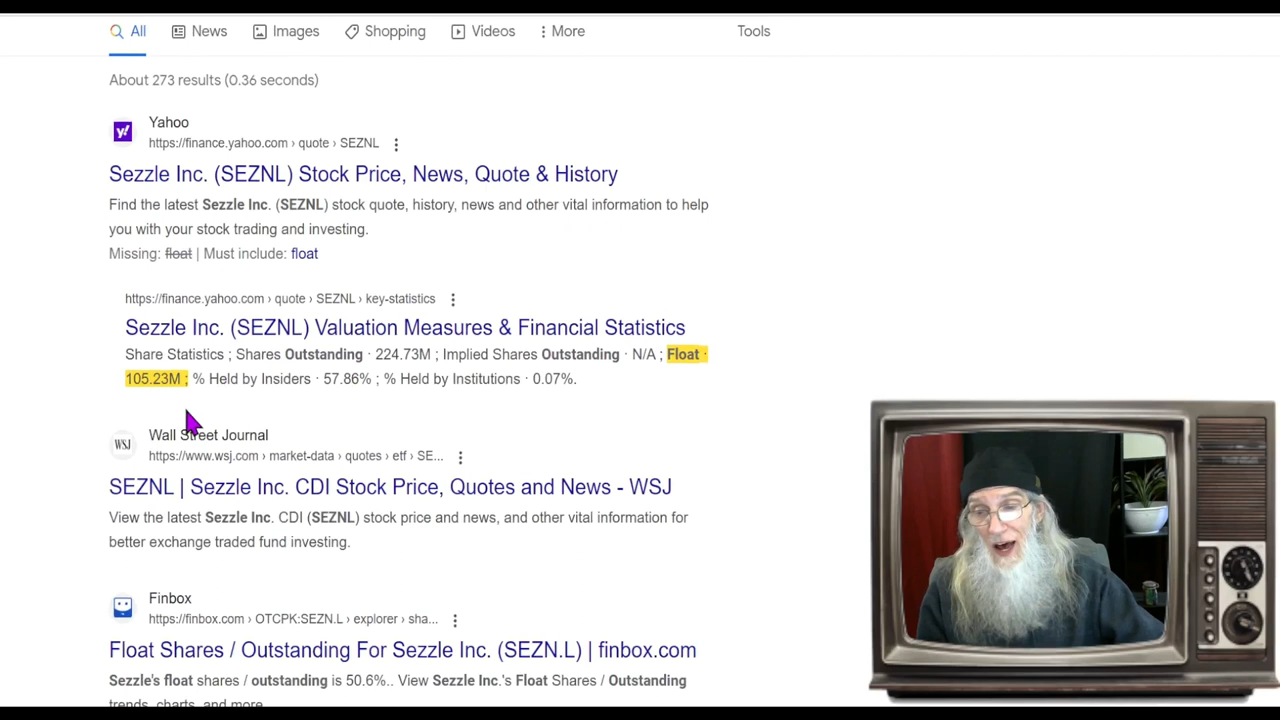 All News Images Shopping Videos More Tools
About 273 results (0.36 seconds)
y!
Yahoo
https://finance.yahoo.com › quote › SEZNL
Sezzle Inc. (SEZNL) Stock Price, News, Quote & History
Find the latest Sezzle Inc. (SEZNL) stock quote, history, news and other vital information to help
you with your stock trading and investing.
Missing: float | Must include: float
https://finance.yahoo.com › quote › SEZNL › key-statistics
Sezzle Inc. (SEZNL) Valuation Measures & Financial Statistics
Share Statistics ; Shares Outstanding · 224.73M ; Implied Shares Outstanding · N/A ; Float ·
105.23M ; % Held by Insiders · 57.86% ; % Held by Institutions · 0.07%.
WSJ
Wall Street Journal
https://www.wsj.com › market-data › quotes › etf › SE...
SEZNL | Sezzle Inc. CDI Stock Price, Quotes and News - WSJ
View the latest Sezzle Inc. CDI (SEZNL) stock price and news, and other vital information for
better exchange traded fund investing.
Finbox
https://finbox.com › OTCPK:SEZN.L › explorer › sha...
Float Shares / Outstanding For Sezzle Inc. (SEZN.L) | finbox.com
Sezzle's float shares / outstanding is 50.6%.. View Sezzle Inc.'s Float Shares / Outstanding
trends, charts, and more